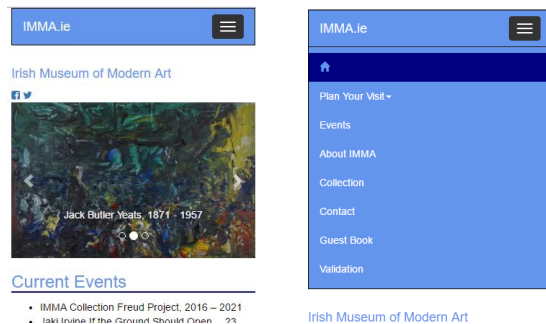 IMMA.ie
Irish Museum of Modern Art
Jack Butler Yeats, 1871 - 1957
Current Events
• IMMA Collection Freud Project, 2016 – 2021
• Jaki Irvine If the Ground Should Open... 23
IMMA.ie
Plan Your Visit
Events
About IMMA
Collection
Contact
Guest Book
Validation
Irish Museum of Modern Art